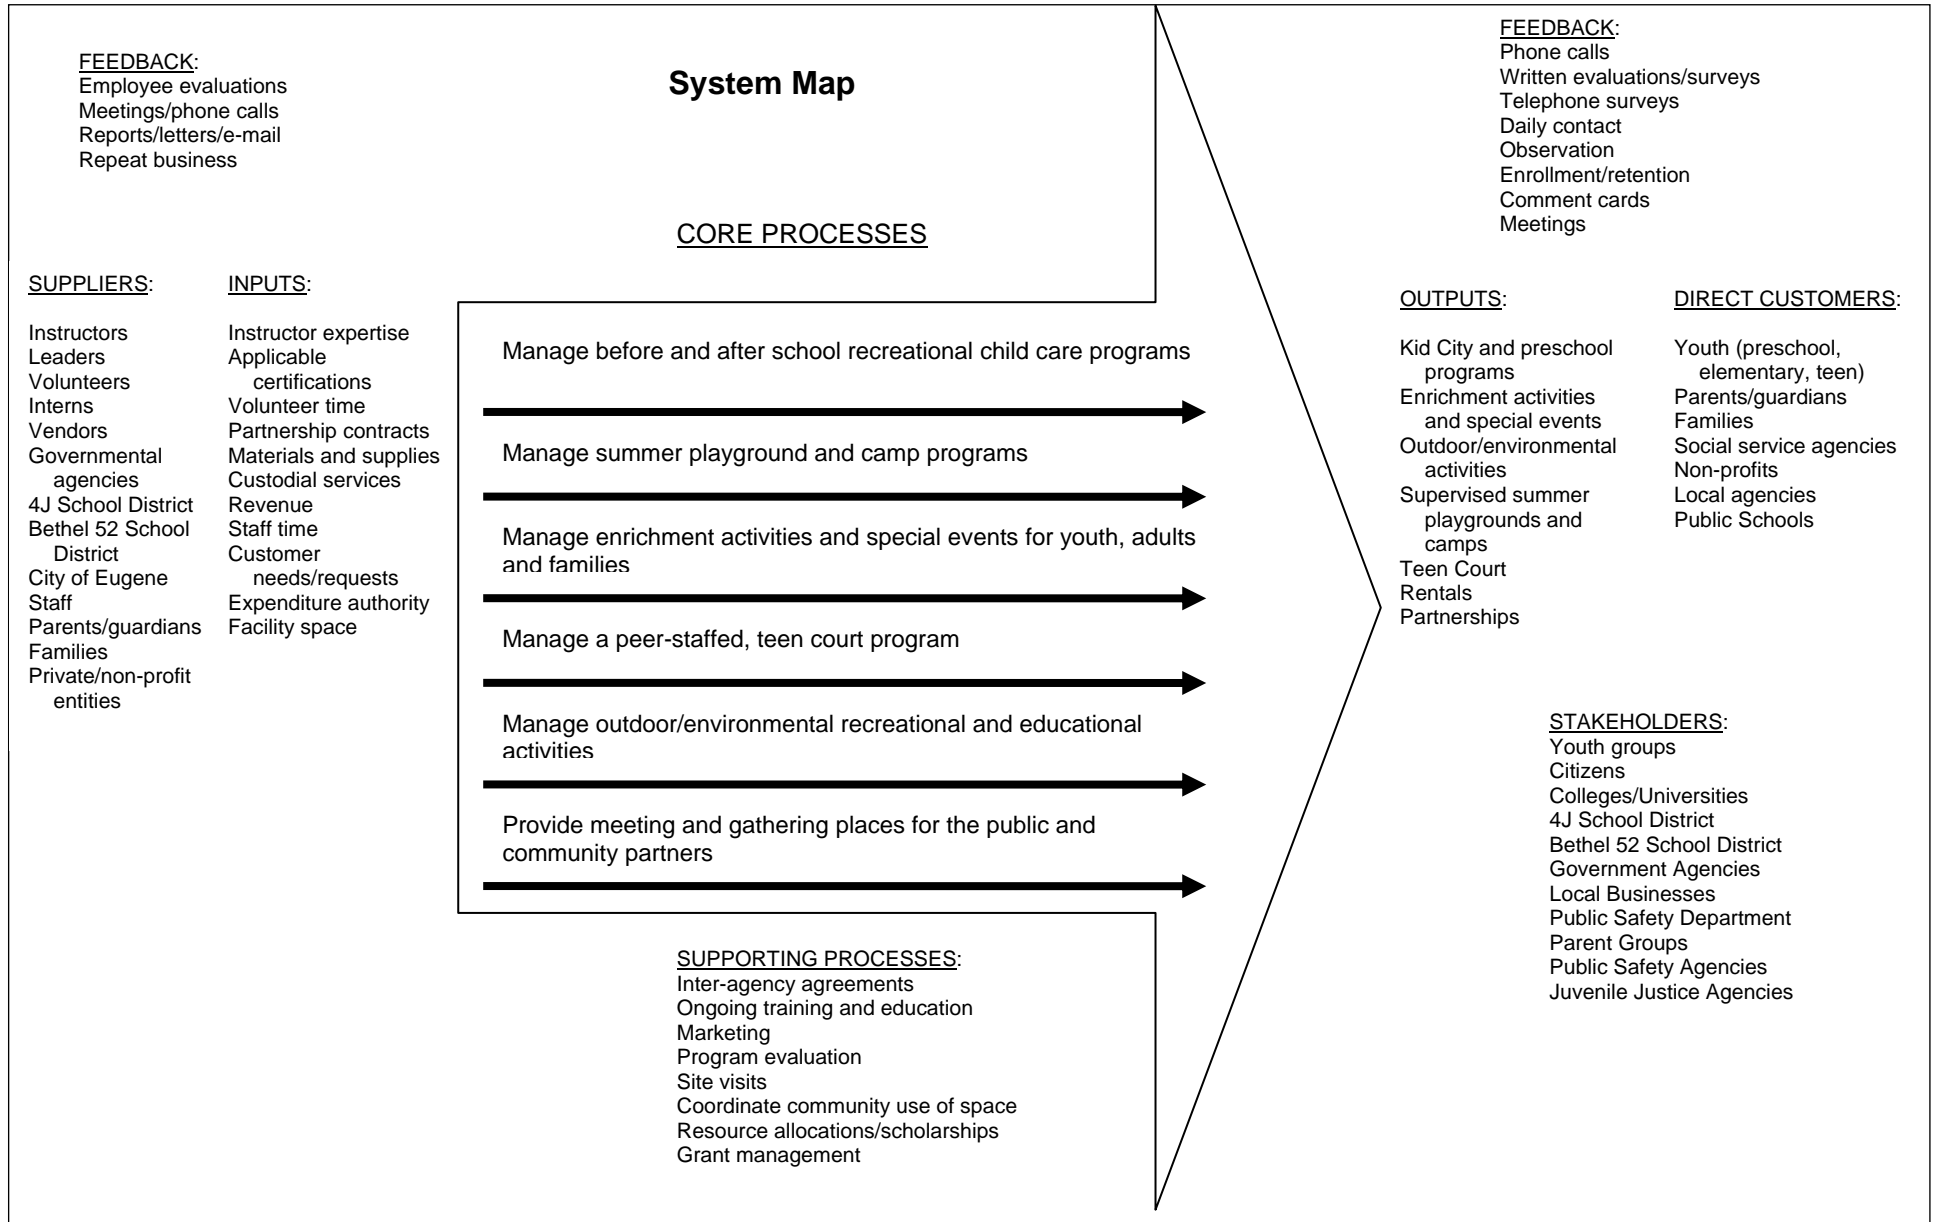 System Map
FEEDBACK:
Employee evaluations
Meetings/phone calls
Reports/letters/e-mail
Repeat business
CORE PROCESSES
SUPPLIERS:
Instructors
Leaders
Volunteers
Interns
Vendors
Governmental
agencies
4J School District
Bethel 52 School
District
City of Eugene
Staff
Parents/guardians
Families
Private/non-profit
entities
INPUTS:
Instructor expertise
Applicable
certifications
Volunteer time
Partnership contracts
Materials and supplies
Custodial services
Revenue
Staff time
Customer
needs/requests
Expenditure authority
Facility space
Manage before and after school recreational child care programs
Manage summer playground and camp programs
Manage enrichment activities and special events for youth, adults
and families
Manage a peer-staffed, teen court program
Manage outdoor/environmental recreational and educational
activities
Provide meeting and gathering places for the public and
community partners
SUPPORTING PROCESSES:
Inter-agency agreements
Ongoing training and education
Marketing
Program evaluation
Site visits
Coordinate community use of space
Resource allocations/scholarships
Grant management
FEEDBACK:
Phone calls
Written evaluations/surveys
Telephone surveys
Daily contact
Observation
Enrollment/retention
Comment cards
Meetings
OUTPUTS:
Kid City and preschool
programs
Enrichment activities
and special events
Outdoor/environmental
activities
Supervised summer
playgrounds and
camps
Teen Court
Rentals
Partnerships
DIRECT CUSTOMERS:
Youth (preschool,
elementary, teen)
Parents/guardians
Families
Social service agencies
Non-profits
Local agencies
Public Schools
STAKEHOLDERS:
Youth groups
Citizens
Colleges/Universities
4J School District
Bethel 52 School District
Government Agencies
Local Businesses
Public Safety Department
Parent Groups
Public Safety Agencies
Juvenile Justice Agencies